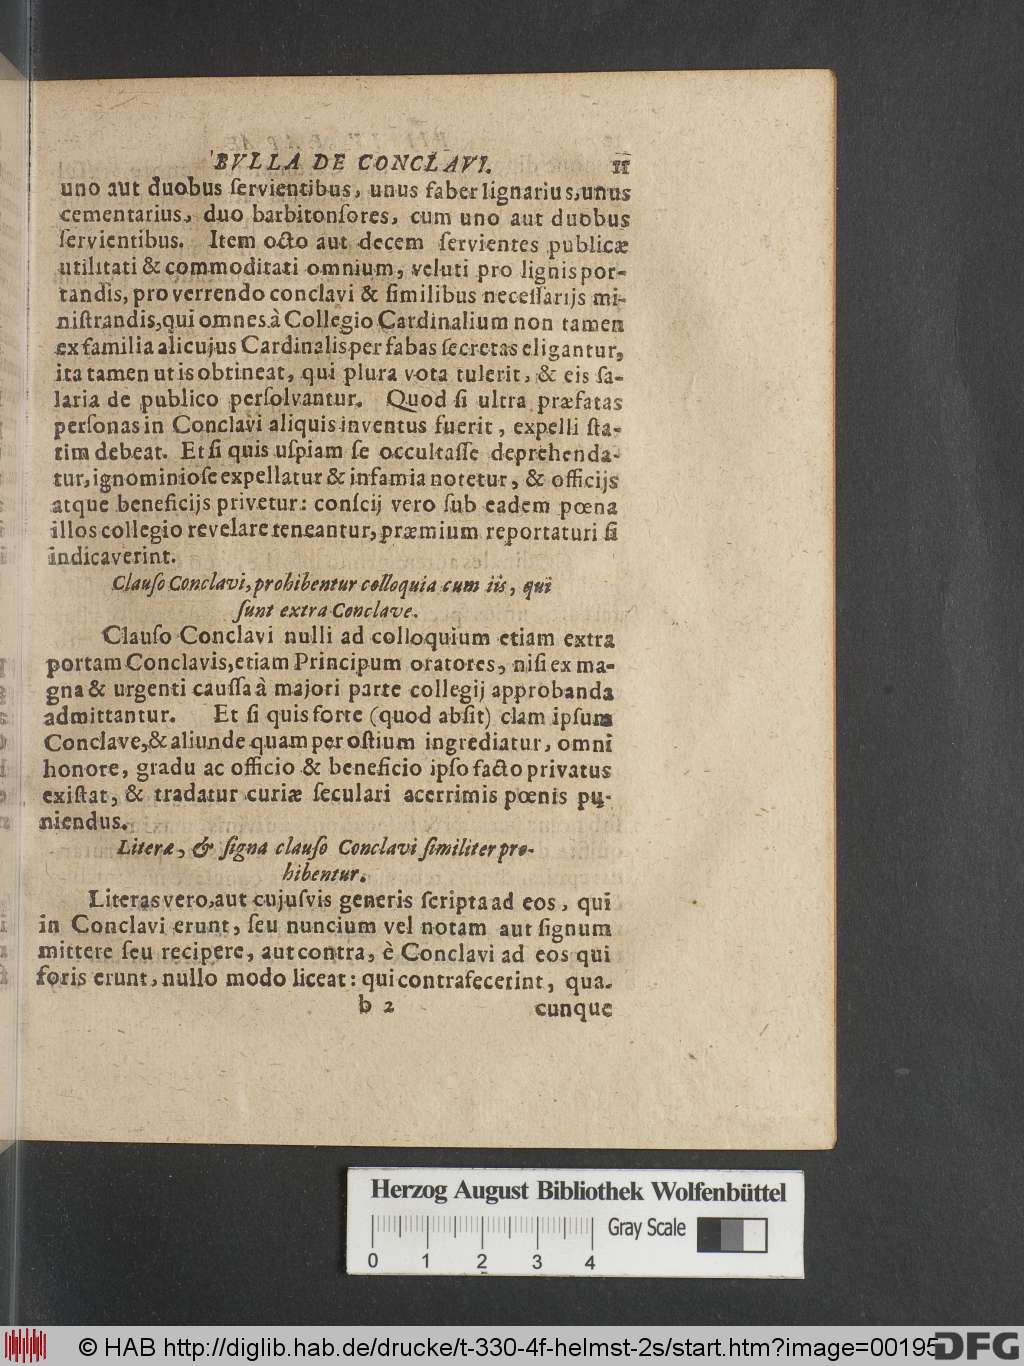 BVLLA DE CONCLAVI. 11
uno aut duobus ſervientibus, unus faber lignarius, unus
cementarius, duo barbitonſores, cum uno aut duobus
ſervientibus. Item octo aut decem ſervientes publicæ
utilitati & commoditati omnium, veluti pro lignis por-
tandis, pro verrendo conclavi & ſimilibus neceſſarijs mi-
niſtrandis, qui omnes à Collegio Cardinalium non tamen
ex familia alicujus Cardinalis per fabas ſecretas eligantur,
ita tamen ut is obtineat, qui plura vota tulerit, & eis ſa-
laria de publico perſolvantur. Quod ſi ultra præfatas
perſonas in Conclavi aliquis inventus fuerit, expelli ſta-
tim debeat. Et ſi quis uſpiam ſe occultaſſe deprehenda-
tur, ignominioſe expellatur & infamia notetur, & officijs
atque beneficijs privetur: conſcij vero ſub eadem pœna
illos collegio revelare teneantur, præmium reportaturi ſi
indicaverint.
Clauſo Conclavi, prohibentur colloquia cum iis, qui
ſunt extra Conclave.
Clauſo Conclavi nulli ad colloquium etiam extra
portam Conclavis, etiam Principum oratores, niſi ex ma-
gna & urgenti cauſſa à majori parte collegij approbanda
admittantur. Et ſi quis forte (quod abſit) clam ipſum
Conclave, & aliunde quam per oſtium ingrediatur, omni
honore, gradu ac officio & beneficio ipſo facto privatus
exiſtat, & tradatur curiæ ſeculari acerrimis pœnis pu-
niendus.
Literæ, & ſigna clauſo Conclavi ſimiliter pro-
hibentur.
Literas vero, aut cujuſvis generis ſcripta ad eos, qui
in Conclavi erunt, ſeu nuncium vel notam aut ſignum
mittere ſeu recipere, aut contra, è Conclavi ad eos qui
foris erunt, nullo modo liceat: qui contrafecerint, qua-
b 2 cunque
Herzog August Bibliothek Wolfenbüttel
Gray Scale
0 1 2 3 4
© HAB http://diglib.hab.de/drucke/t-330-4f-helmst-2s/start.htm?image=00195
DFG